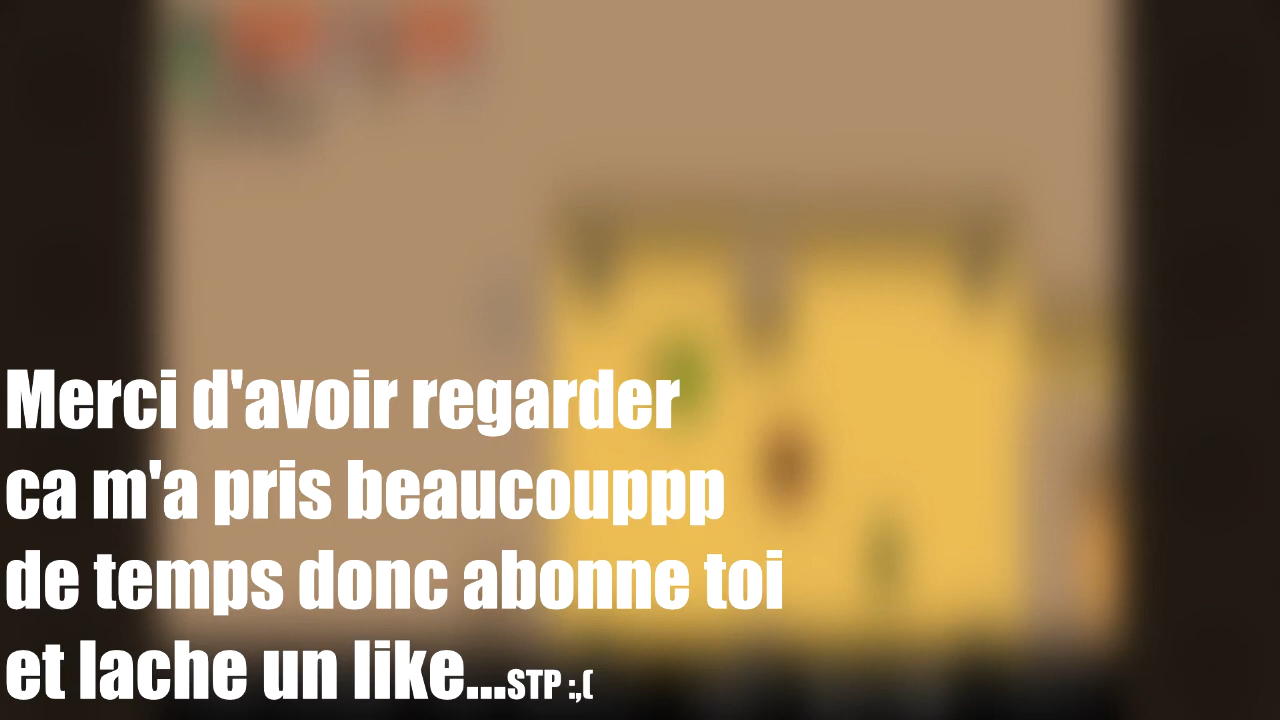 Merci d'avoir regarder
ca m'a pris beaucouppp
de temps donc abonne toi
et lache un like...STP :,(